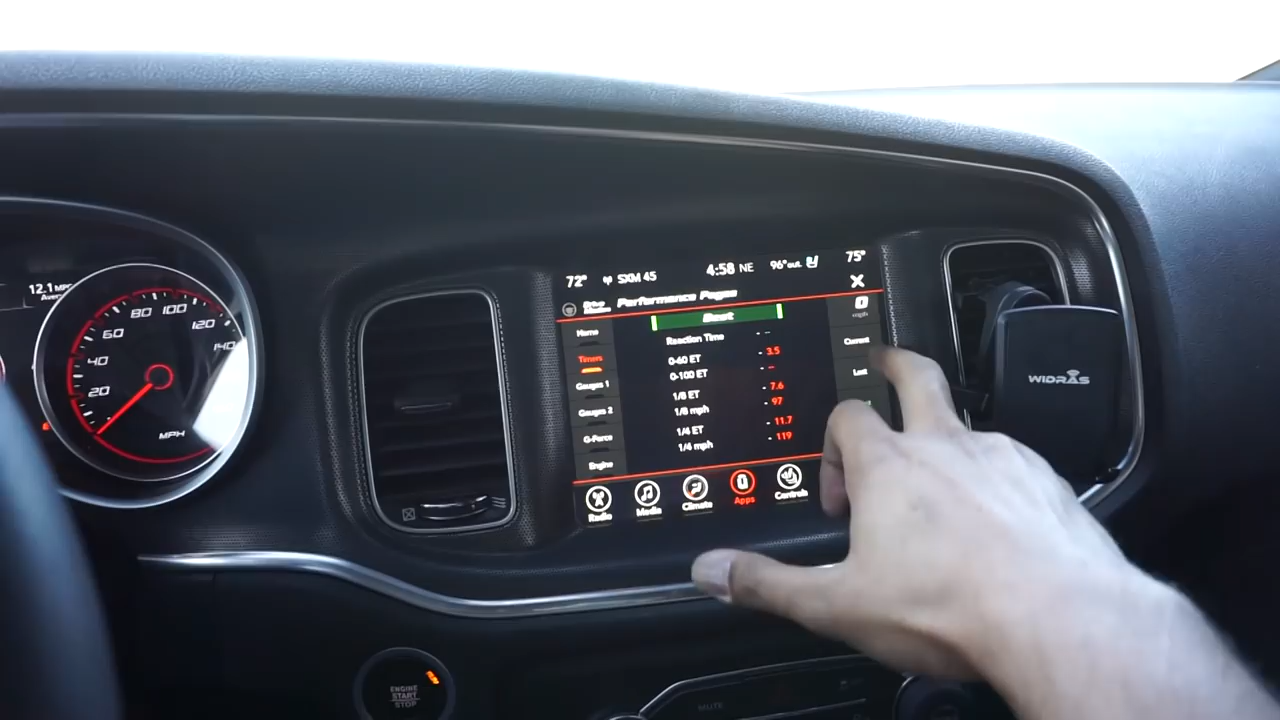 12.1 MPG
20
40
60
80
100
120
140
MPH
72° SXM 45 4:58 NE 96°out 75°
Performance Pages
Best
Home
Timers
Gauges 1
Gauges 2
G-Force
Engine
Reaction Time - --
0-60 ET - 3.5
0-100 ET - --
1/8 ET - 7.6
1/8 mph - 97
1/4 ET - 11.7
1/4 mph - 119
0
mph
Current
Last
Radio
Media
Climate
Apps
Controls
WIDRAS
ENGINE
START
STOP
MUTE